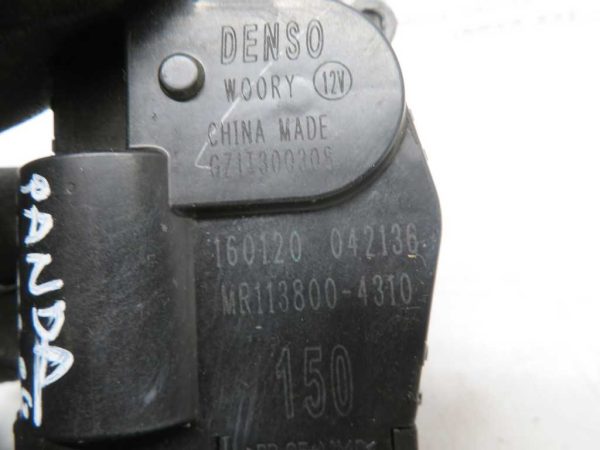 DENSO
WOORY 12V
CHINA MADE
160120 042136
MR113800-4310
150
PANDA